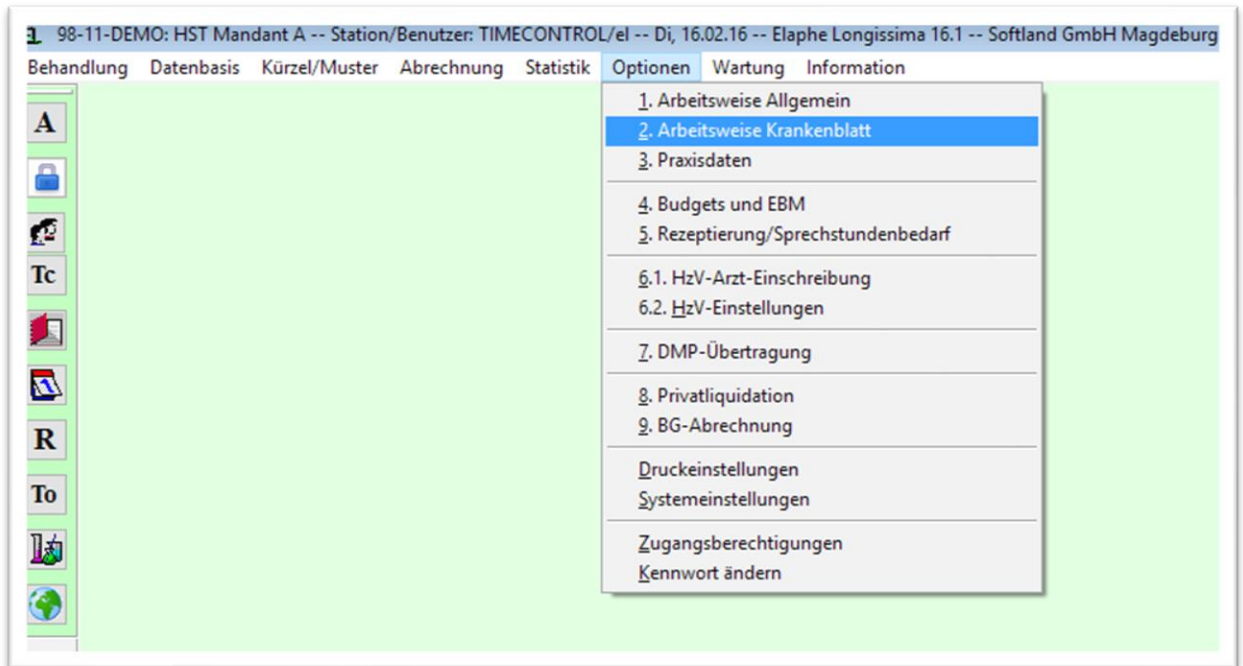 98-11-DEMO: HST Mandant A -- Station/Benutzer: TIMECONTROL/el -- Di, 16.02.16 -- Elaphe Longissima 16.1 -- Softland GmbH Magdeburg
Behandlung Datenbasis Kürzel/Muster Abrechnung Statistik Optionen Wartung Information
1. Arbeitsweise Allgemein
2. Arbeitsweise Krankenblatt
3. Praxisdaten
4. Budgets und EBM
5. Rezeptierung/Sprechstundenbedarf
6.1. HzV-Arzt-Einschreibung
6.2. HzV-Einstellungen
7. DMP-Übertragung
8. Privatliquidation
9. BG-Abrechnung
Druckeinstellungen
Systemeinstellungen
Zugangsberechtigungen
Kennwort ändern
A
Tc
R
To